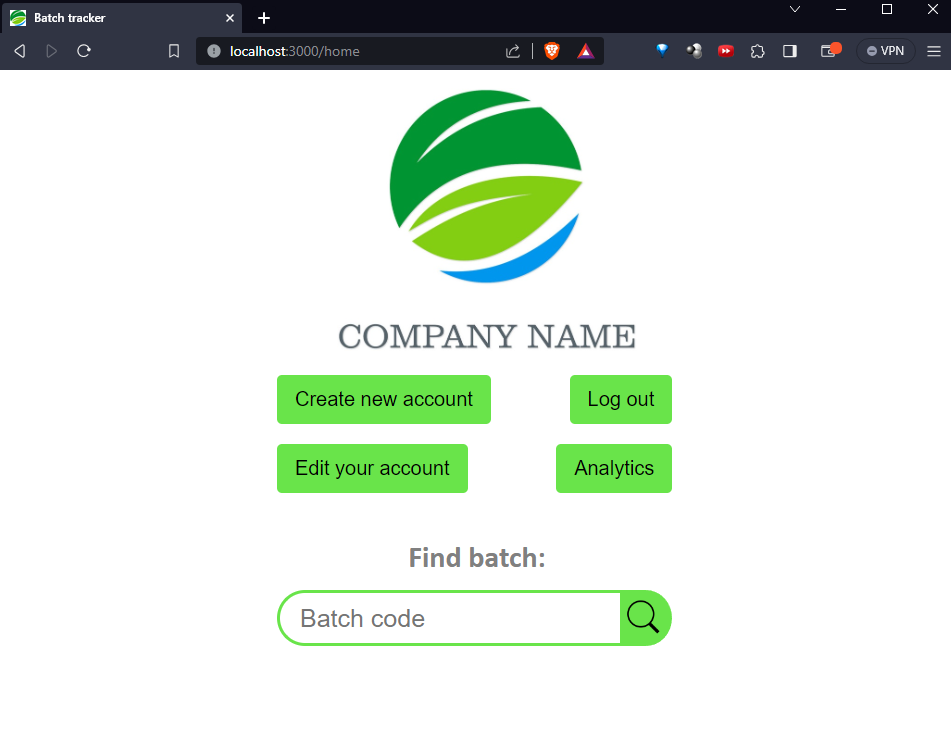 Batch tracker
localhost:3000/home
VPN
COMPANY NAME
Create new account
Log out
Edit your account
Analytics
Find batch:
Batch code